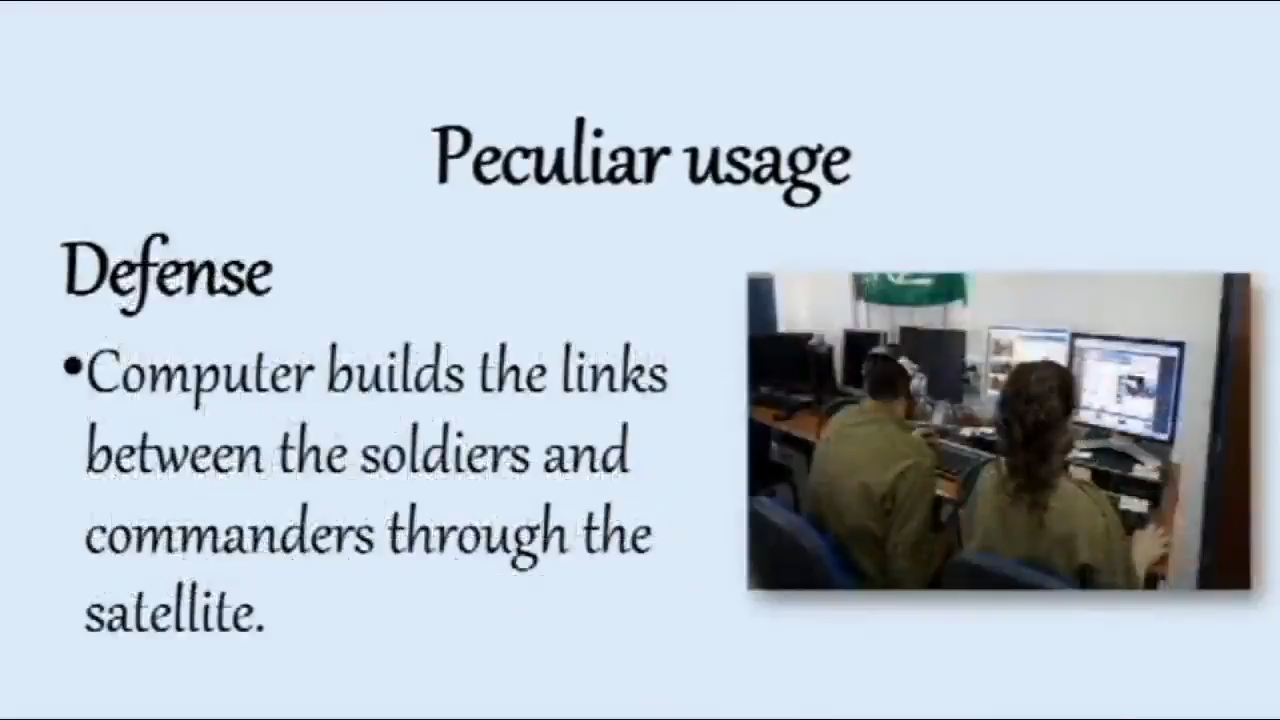 Peculiar usage
Defense
•Computer builds the links
between the soldiers and
commanders through the
satellite.